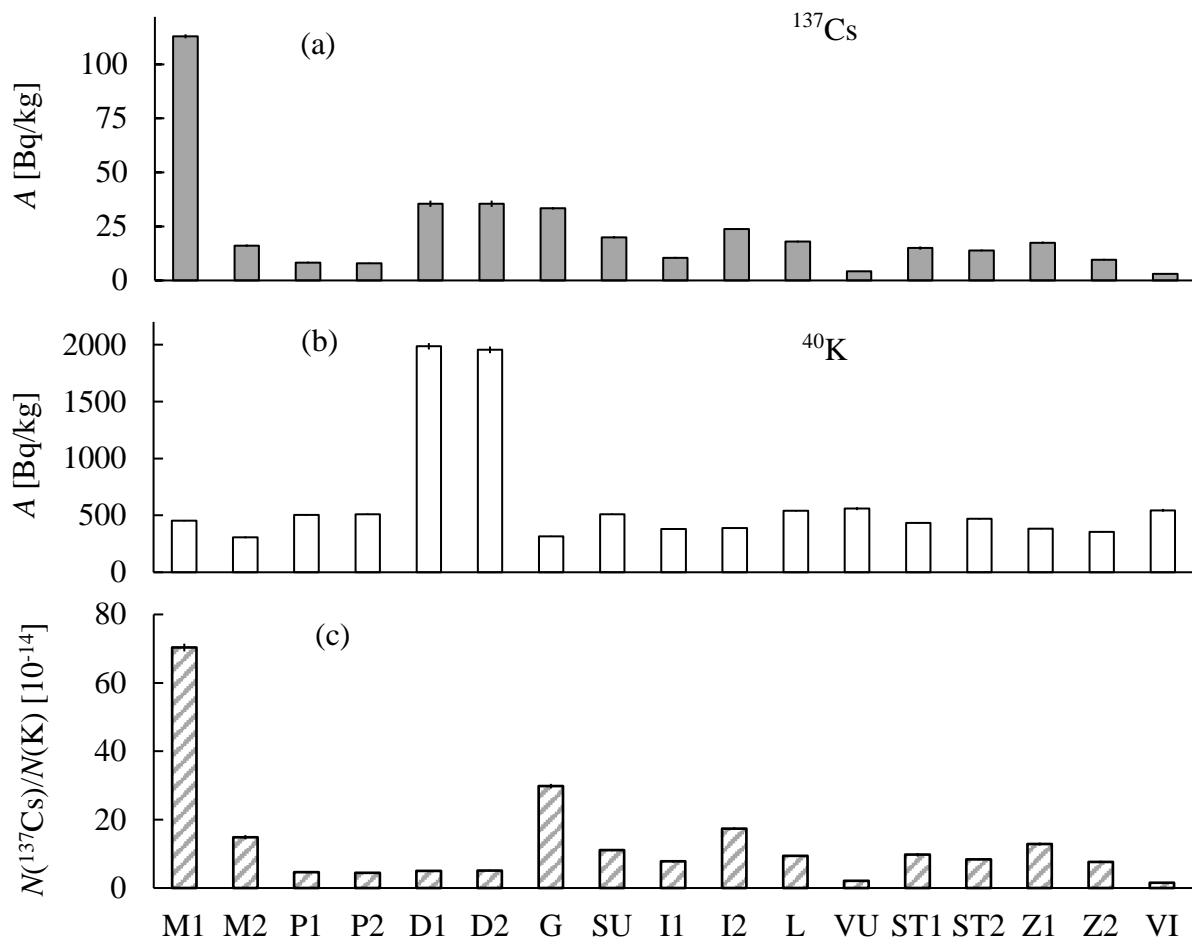 (a)
¹³⁷Cs
A [Bq/kg]
100
75
50
25
0
(b)
⁴⁰K
A [Bq/kg]
2000
1500
1000
500
0
(c)
N(¹³⁷Cs)/N(K) [10⁻¹⁴]
80
60
40
20
0
M1 M2 P1 P2 D1 D2 G SU I1 I2 L VU ST1 ST2 Z1 Z2 VI